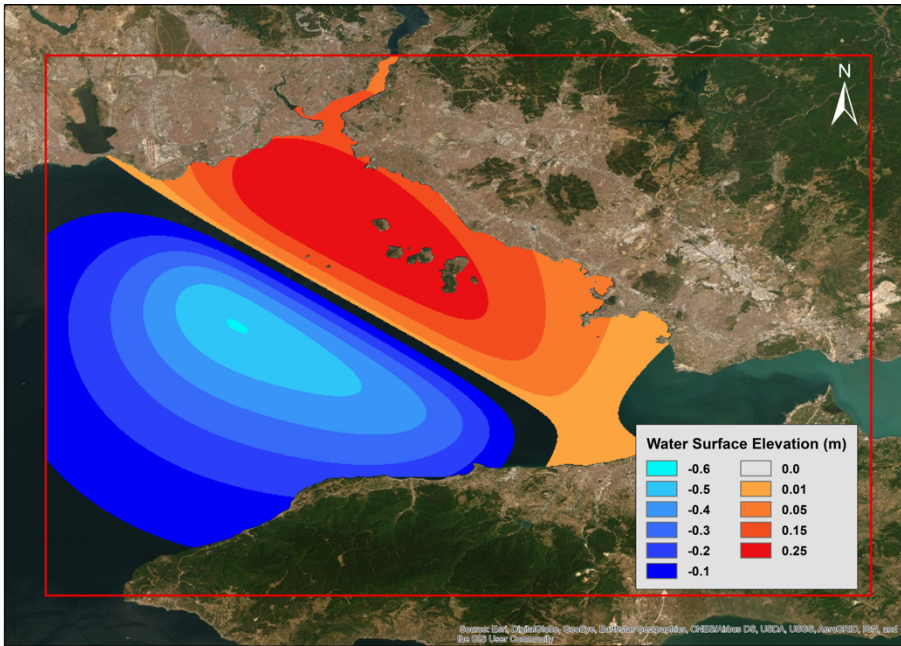 N
Water Surface Elevation (m)
-0.6 0.0
-0.5 0.01
-0.4 0.05
-0.3 0.15
-0.2 0.25
-0.1
Source: Esri, DigitalGlobe, GeoEye, Earthstar Geographics, CNES/Airbus DS, USDA, USGS, AeroGRID, IGN, and
the GIS User Community